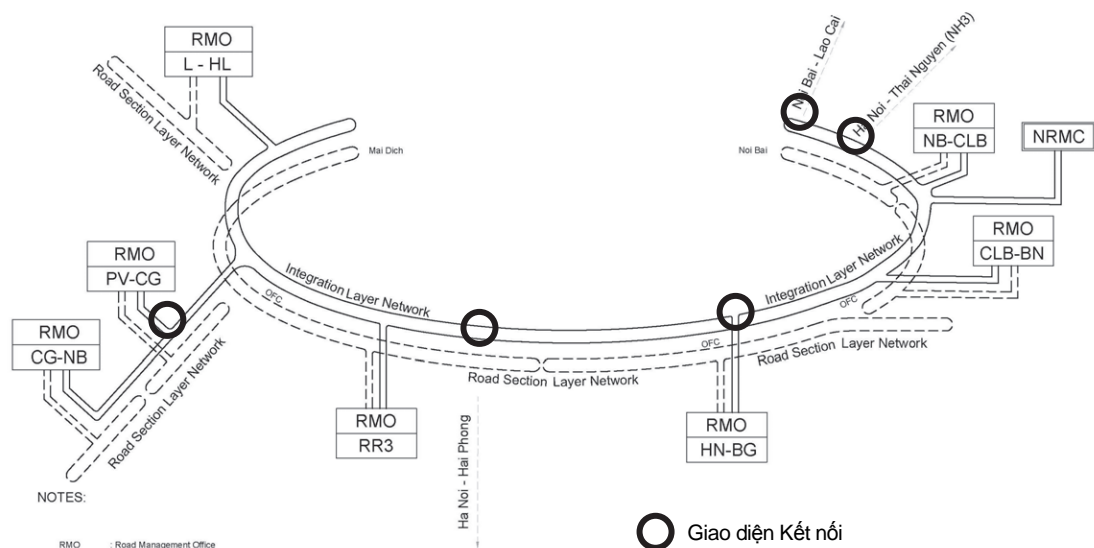 RMO
L - HL
Road Section Layer Network
Mai Dich
Noi Bai - Lao Cai
Ha Noi - Thai Nguyen (NH3)
RMO
NB-CLB
NRMC
Noi Bai
RMO
CLB-BN
RMO
PV-CG
RMO
CG-NB
Road Section Layer Network
Integration Layer Network
OFC
Integration Layer Network
OFC
OFC
Road Section Layer Network
Road Section Layer Network
RMO
RR3
Ha Noi - Hai Phong
RMO
HN-BG
NOTES:
RMO : Road Management Office
Giao diện Kết nối